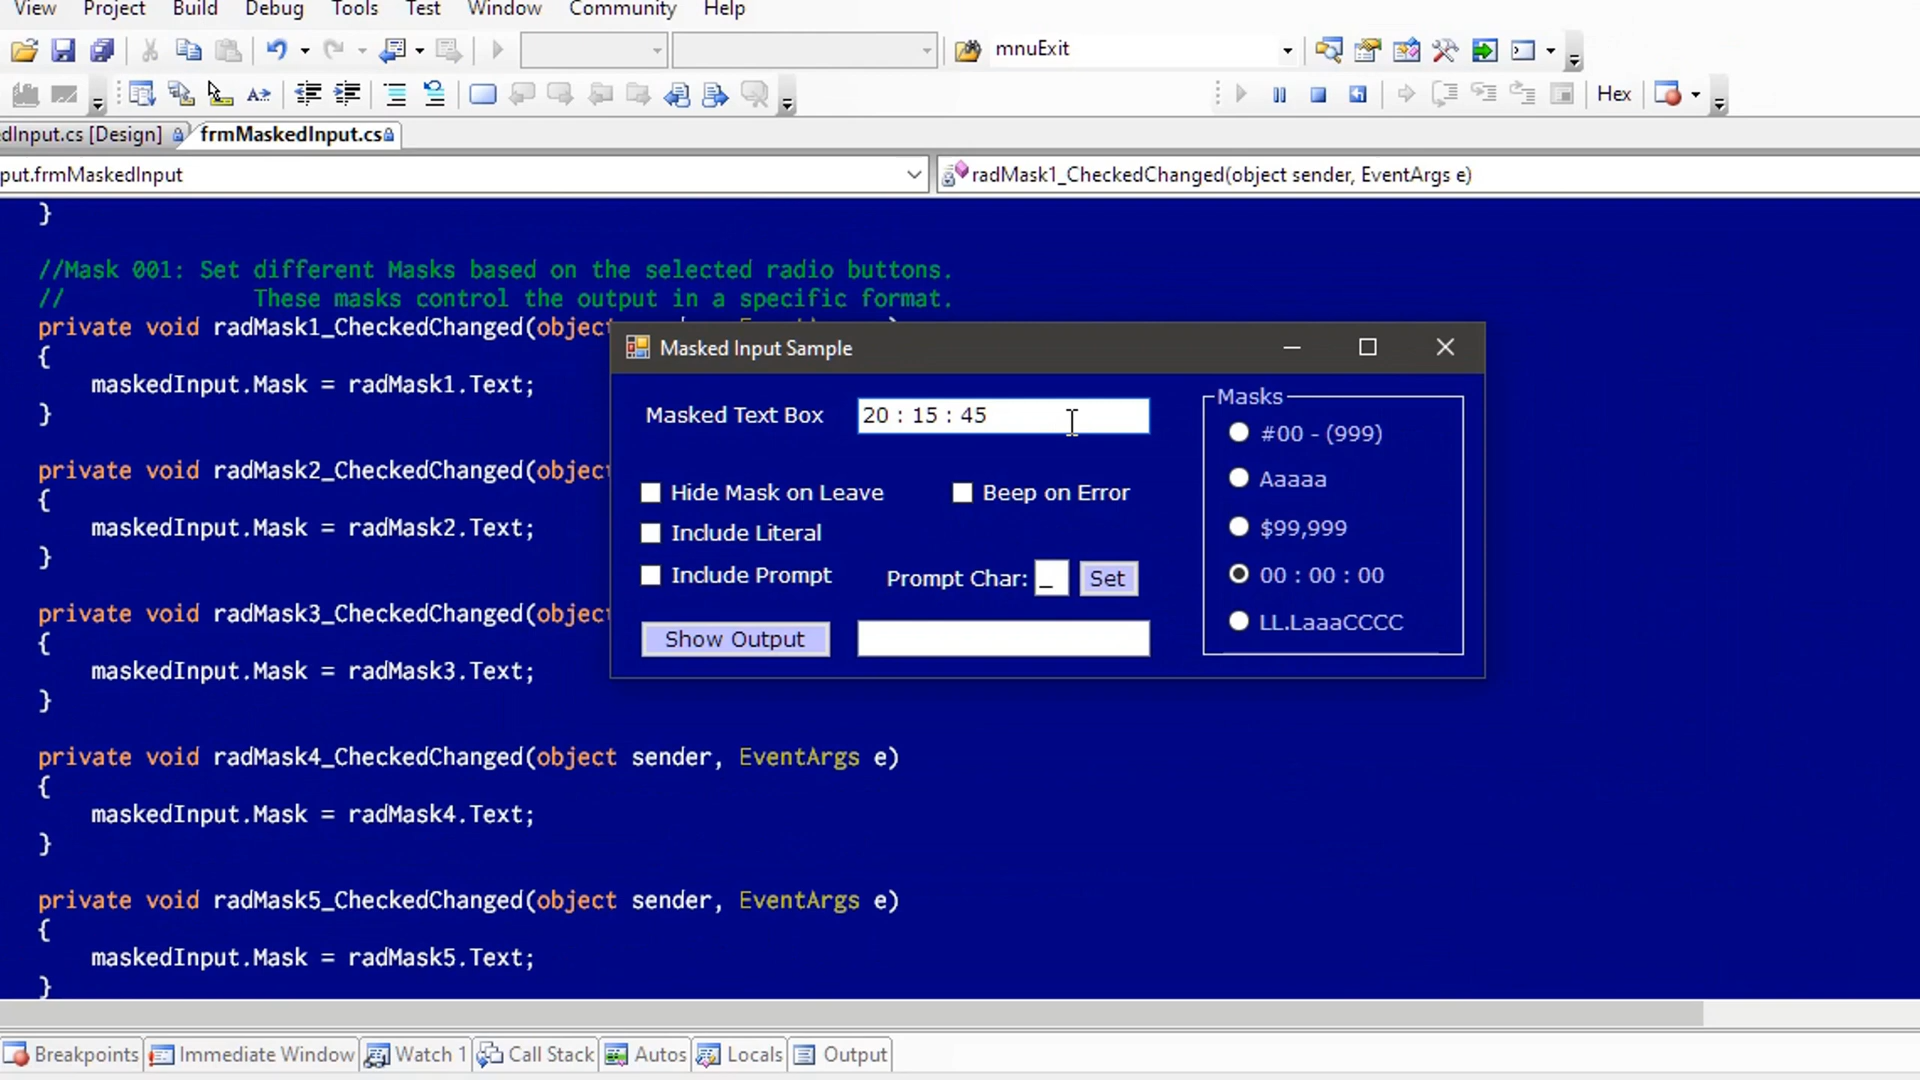 View Project Build Debug Tools Test Window Community Help
mnuExit
Hex
dInput.cs [Design] frmMaskedInput.cs
put.frmMaskedInput radMask1_CheckedChanged(object sender, EventArgs e)
}
//Mask 001: Set different Masks based on the selected radio buttons.
// These masks control the output in a specific format.
private void radMask1_CheckedChanged(object
{
maskedInput.Mask = radMask1.Text;
}
private void radMask2_CheckedChanged(object
{
maskedInput.Mask = radMask2.Text;
}
private void radMask3_CheckedChanged(object
{
maskedInput.Mask = radMask3.Text;
}
private void radMask4_CheckedChanged(object sender, EventArgs e)
{
maskedInput.Mask = radMask4.Text;
}
private void radMask5_CheckedChanged(object sender, EventArgs e)
{
maskedInput.Mask = radMask5.Text;
}
Masked Input Sample
Masked Text Box 20 : 15 : 45
Hide Mask on Leave Beep on Error
Include Literal
Include Prompt Prompt Char: _ Set
Show Output
Masks
#00 - (999)
Aaaaa
$99,999
00 : 00 : 00
LL.LaaaCCCC
Breakpoints Immediate Window Watch 1 Call Stack Autos Locals Output